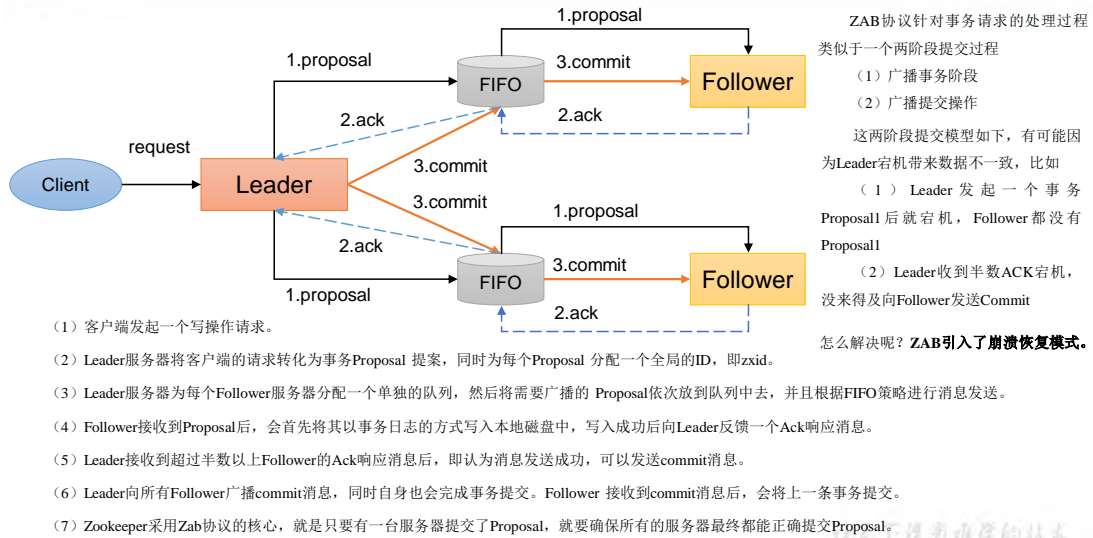 1.proposal
1.proposal
FIFO
3.commit
Follower
2.ack
2.ack
request
3.commit
Client
Leader
3.commit
1.proposal
2.ack
3.commit
FIFO
Follower
1.proposal
2.ack
ZAB协议针对事务请求的处理过程
类似于一个两阶段提交过程
（1）广播事务阶段
（2）广播提交操作
这两阶段提交模型如下，有可能因
为Leader宕机带来数据不一致，比如
（1）Leader发起一个事务
Proposal1后就宕机，Follower都没有
Proposal1
（2）Leader收到半数ACK宕机，
没来得及向Follower发送Commit
怎么解决呢？ZAB引入了崩溃恢复模式。
（1）客户端发起一个写操作请求。
（2）Leader服务器将客户端的请求转化为事务Proposal 提案，同时为每个Proposal 分配一个全局的ID，即zxid。
（3）Leader服务器为每个Follower服务器分配一个单独的队列，然后将需要广播的 Proposal依次放到队列中去，并且根据FIFO策略进行消息发送。
（4）Follower接收到Proposal后，会首先将其以事务日志的方式写入本地磁盘中，写入成功后向Leader反馈一个Ack响应消息。
（5）Leader接收到超过半数以上Follower的Ack响应消息后，即认为消息发送成功，可以发送commit消息。
（6）Leader向所有Follower广播commit消息，同时自身也会完成事务提交。Follower 接收到commit消息后，会将上一条事务提交。
（7）Zookeeper采用Zab协议的核心，就是只要有一台服务器提交了Proposal，就要确保所有的服务器最终都能正确提交Proposal。